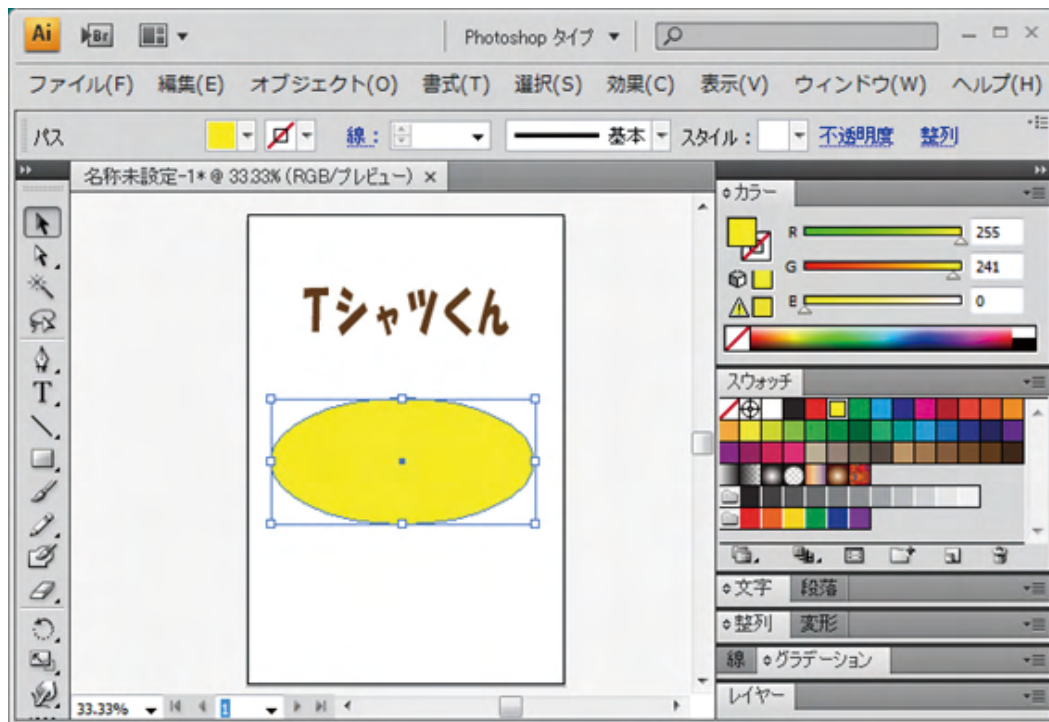 Ai Br Photoshop タイプ
ファイル(F) 編集(E) オブジェクト(O) 書式(T) 選択(S) 効果(C) 表示(V) ウィンドウ(W) ヘルプ(H)
パス 線: 基本 スタイル: 不透明度 整列
名称未設定-1* @ 33.33% (RGB/プレビュー) ×
カラー
R 255
G 241
B 0
Tシャツくん
スウォッチ
T
文字 段落
整列 変形
線 グラデーション
レイヤー
33.33% 1